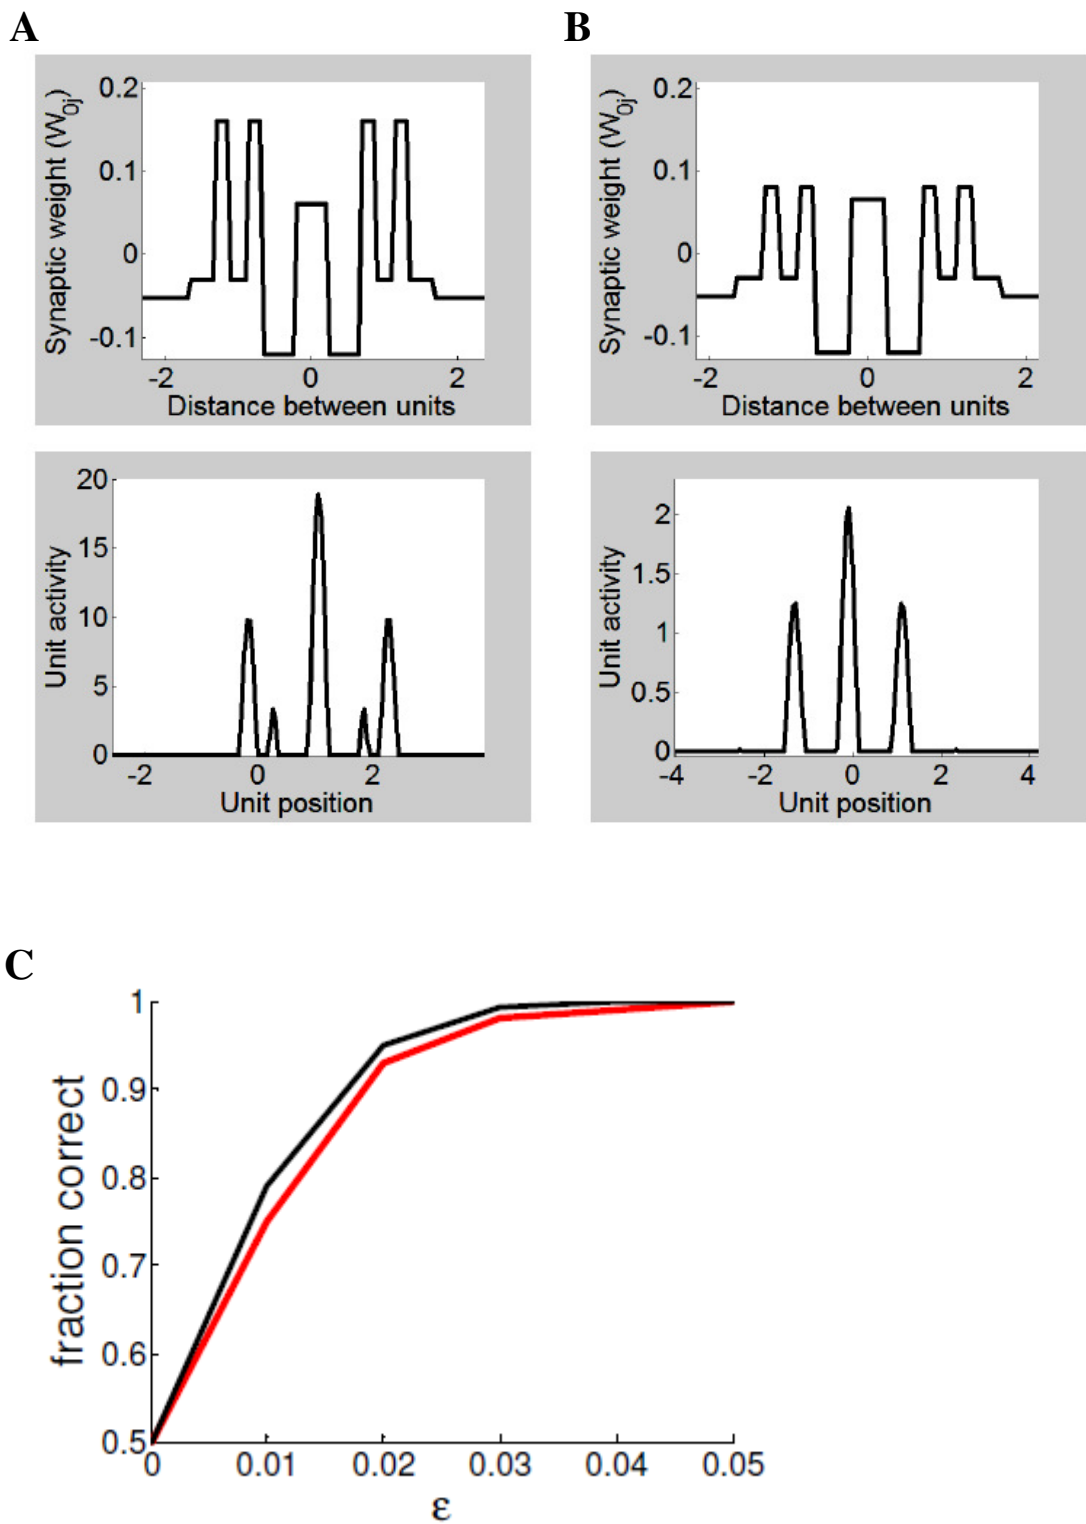 A
B
0.2
0.1
0
-0.1
Synaptic weight (W0j)
-2 0 2
Distance between units
0.2
0.1
0
-0.1
Synaptic weight (W0j)
-2 0 2
Distance between units
20
15
10
5
0
Unit activity
-2 0 2
Unit position
2
1.5
1
0.5
0
Unit activity
-4 -2 0 2 4
Unit position
C
1
0.9
0.8
0.7
0.6
0.5
fraction correct
0 0.01 0.02 0.03 0.04 0.05
ε